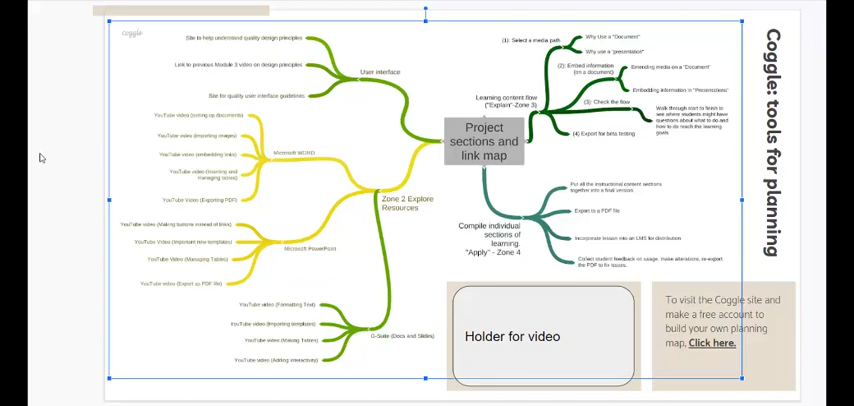 Coggle
Site to help understand quality design principles
Link to previous Module 3 video on design principles
User interface
Site for quality user interface guidelines
YouTube video (setting up documents)
YouTube video (importing images)
YouTube video (embedding links)
Microsoft WORD
YouTube video (inserting and
managing tables)
YouTube Video (Exporting PDF)
Zone 2 Explore
Resources
YouTube video (Making buttons instead of links)
YouTube Video (Important new templates)
Microsoft PowerPoint
YouTube Video (Managing Tables)
YouTube video (Export as PDF file)
YouTube video (Formatting Text)
YouTube video (Importing templates)
G-Suite (Docs and Slides)
YouTube video (Making Tables)
YouTube video (Adding interactivity)
Project
sections and
link map
Learning content flow
("Explain"-Zone 3)
(1). Select a media path
Why Use a "Document"
Why use a "presentation"
(2): Embed information
(on a document)
Embedding information in "Presentations"
(3) Check the flow
Walk through start to finish to
see where students might have
questions about what to do and
how to do reach the learning
goals
(4) Export for beta testing
Compile individual
sections of
learning.
"Apply" - Zone 4
Put all the instructional content sections
together into a final version
Export to a PDF file
Incorporate lesson into an LMS for distribution
Collect student feedback on usage, make alterations, re-export
the PDF to fix issues.
Coggle: tools for planning
Holder for video
To visit the Coggle site and
make a free account to
build your own planning
map, Click here.